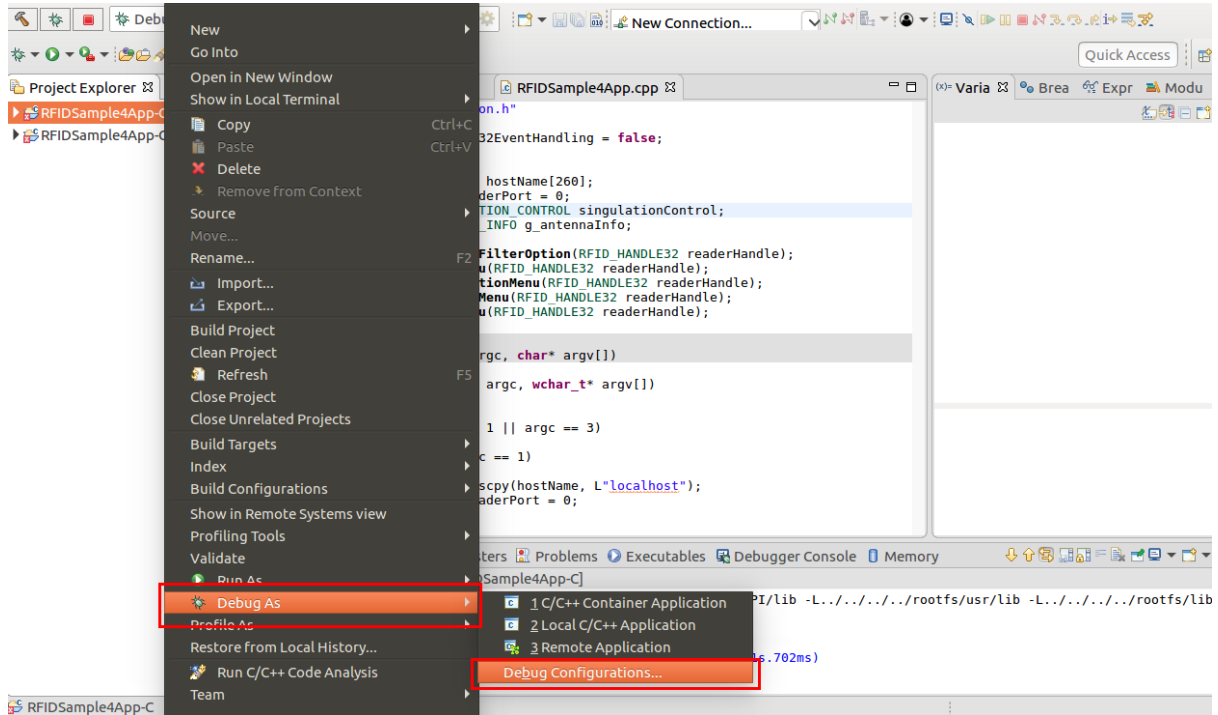 Debu
New Connection...
Quick Access
Project Explorer
RFIDSample4App-C
RFIDSample4App-C
New
Go Into
Open in New Window
Show in Local Terminal
Copy Ctrl+C
Paste Ctrl+V
Delete
Remove from Context
Source
Move...
Rename... F2
Import...
Export...
Build Project
Clean Project
Refresh F5
Close Project
Close Unrelated Projects
Build Targets
Index
Build Configurations
Show in Remote Systems view
Profiling Tools
Validate
Run As
Debug As
Profile As
Restore from Local History...
Run C/C++ Code Analysis
Team
1 C/C++ Container Application
2 Local C/C++ Application
3 Remote Application
Debug Configurations...
RFIDSample4App.cpp
on.h"
32EventHandling = false;
hostName[260];
derPort = 0;
TION_CONTROL singulationControl;
_INFO g_antennaInfo;
FilterOption(RFID_HANDLE32 readerHandle);
u(RFID_HANDLE32 readerHandle);
tionMenu(RFID_HANDLE32 readerHandle);
Menu(RFID_HANDLE32 readerHandle);
u(RFID_HANDLE32 readerHandle);
rgc, char* argv[])
argc, wchar_t* argv[])
1 || argc == 3)
c == 1)
scpy(hostName, L"localhost");
aderPort = 0;
(x)= Varia Brea Expr Modu
sters Problems Executables Debugger Console Memory
DSample4App-C]
PI/lib -L../../../../rootfs/usr/lib -L../../../../rootfs/lib
1s.702ms)
RFIDSample4App-C